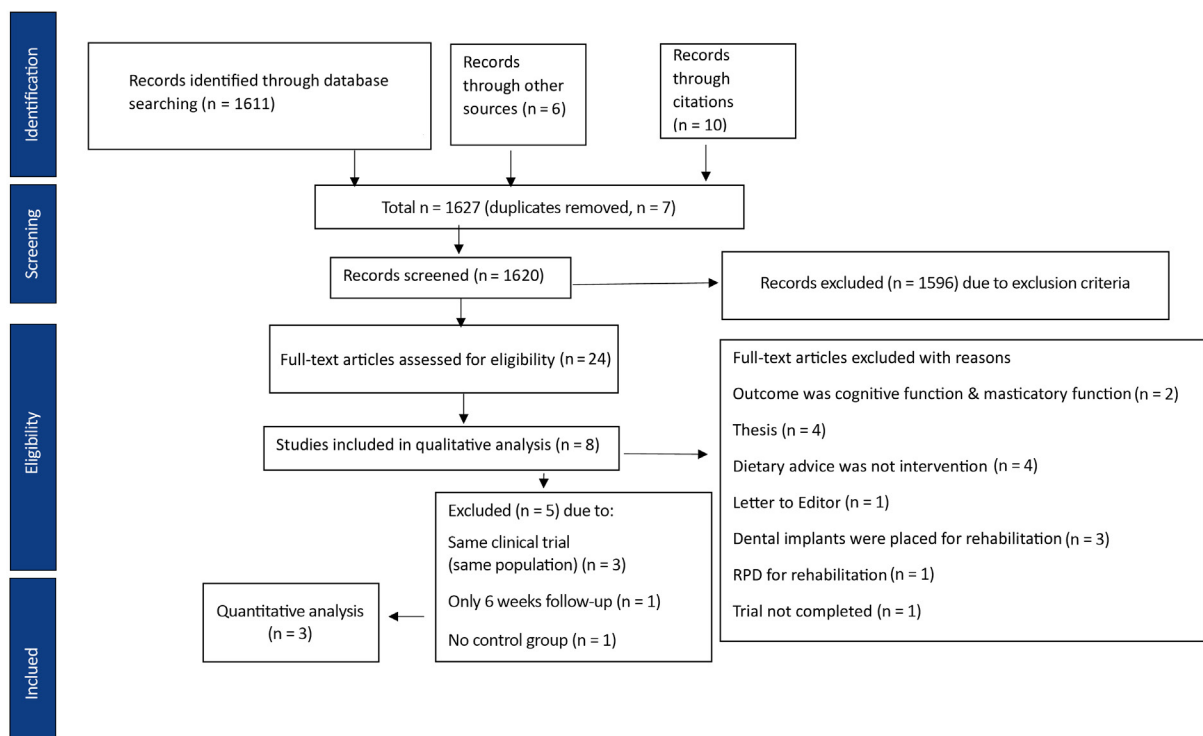 Identification
Records identified through database
searching (n = 1611)
Records
through other
sources (n = 6)
Records
through
citations
(n = 10)
Screening
Total n = 1627 (duplicates removed, n = 7)
Records screened (n = 1620)
Records excluded (n = 1596) due to exclusion criteria
Eligibility
Full-text articles assessed for eligibility (n = 24)
Studies included in qualitative analysis (n = 8)
Full-text articles excluded with reasons
Outcome was cognitive function & masticatory function (n = 2)
Thesis (n = 4)
Dietary advice was not intervention (n = 4)
Letter to Editor (n = 1)
Dental implants were placed for rehabilitation (n = 3)
RPD for rehabilitation (n = 1)
Trial not completed (n = 1)
Excluded (n = 5) due to:
Same clinical trial
(same population) (n = 3)
Only 6 weeks follow-up (n = 1)
No control group (n = 1)
Inclued
Quantitative analysis
(n = 3)